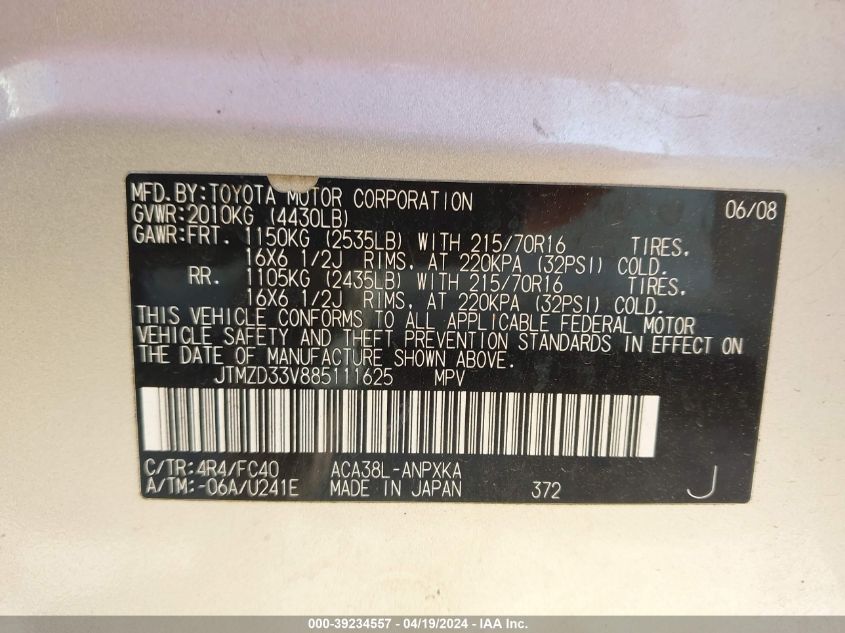 MFD.BY:TOYOTA MOTOR CORPORATION 06/08
GVWR:2010KG (4430LB)
GAWR:FRT. 1150KG (2535LB) WITH 215/70R16 TIRES.
16X6 1/2J RIMS, AT 220KPA (32PSI) COLD.
RR. 1105KG (2435LB) WITH 215/70R16 TIRES.
16X6 1/2J RIMS, AT 220KPA (32PSI) COLD.
THIS VEHICLE CONFORMS TO ALL APPLICABLE FEDERAL MOTOR
VEHICLE SAFETY AND THEFT PREVENTION STANDARDS IN EFFECT ON
THE DATE OF MANUFACTURE SHOWN ABOVE.
JTMZD33V885111625 MPV
C/TR:4R4/FC40 ACA38L-ANPXKA
A/TM:-06A/U241E MADE IN JAPAN 372 J
000-39234557 - 04/19/2024 - IAA Inc.